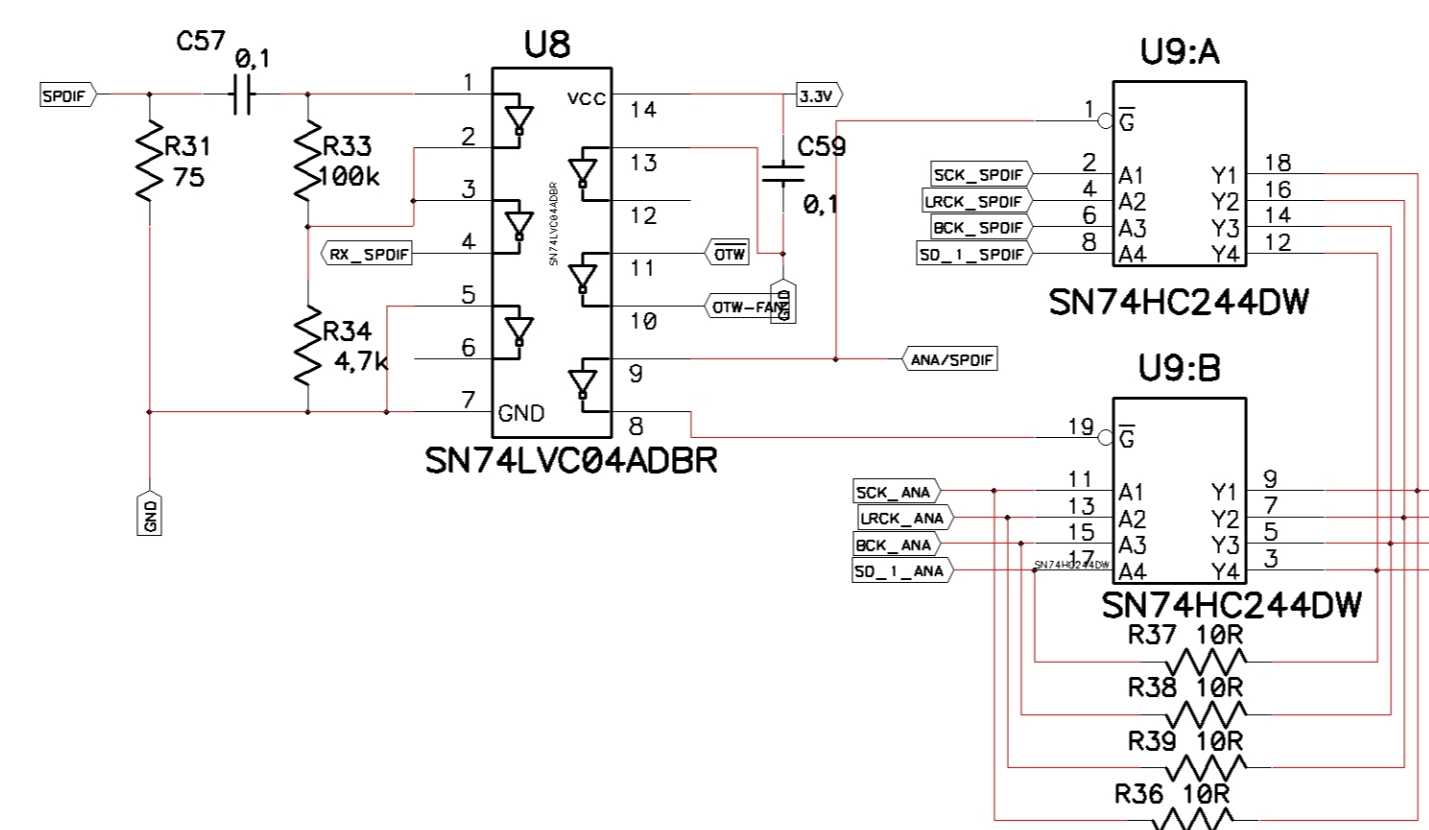 C57
0,1
SPDIF
R31
75
R33
100k
R34
4,7k
GND
U8
1
2
3
4
5
6
7
RX_SPDIF
VCC
GND
SN74LVC04ADBR
14
13
12
11
10
9
8
SN74LVC04ADBR
3.3V
C59
0,1
OTW
OTW-FAN
GND
ANA/SPDIF
U9:A
1
G
SCK_SPDIF
2
A1
Y1
18
LRCK_SPDIF
4
A2
Y2
16
BCK_SPDIF
6
A3
Y3
14
SD_1_SPDIF
8
A4
Y4
12
SN74HC244DW
U9:B
19
G
SCK_ANA
11
A1
Y1
9
LRCK_ANA
13
A2
Y2
7
BCK_ANA
15
A3
Y3
5
SD_1_ANA
17
A4
Y4
3
SN74HC244DW
SN74HC244DW
R37 10R
R38 10R
R39 10R
R36 10R